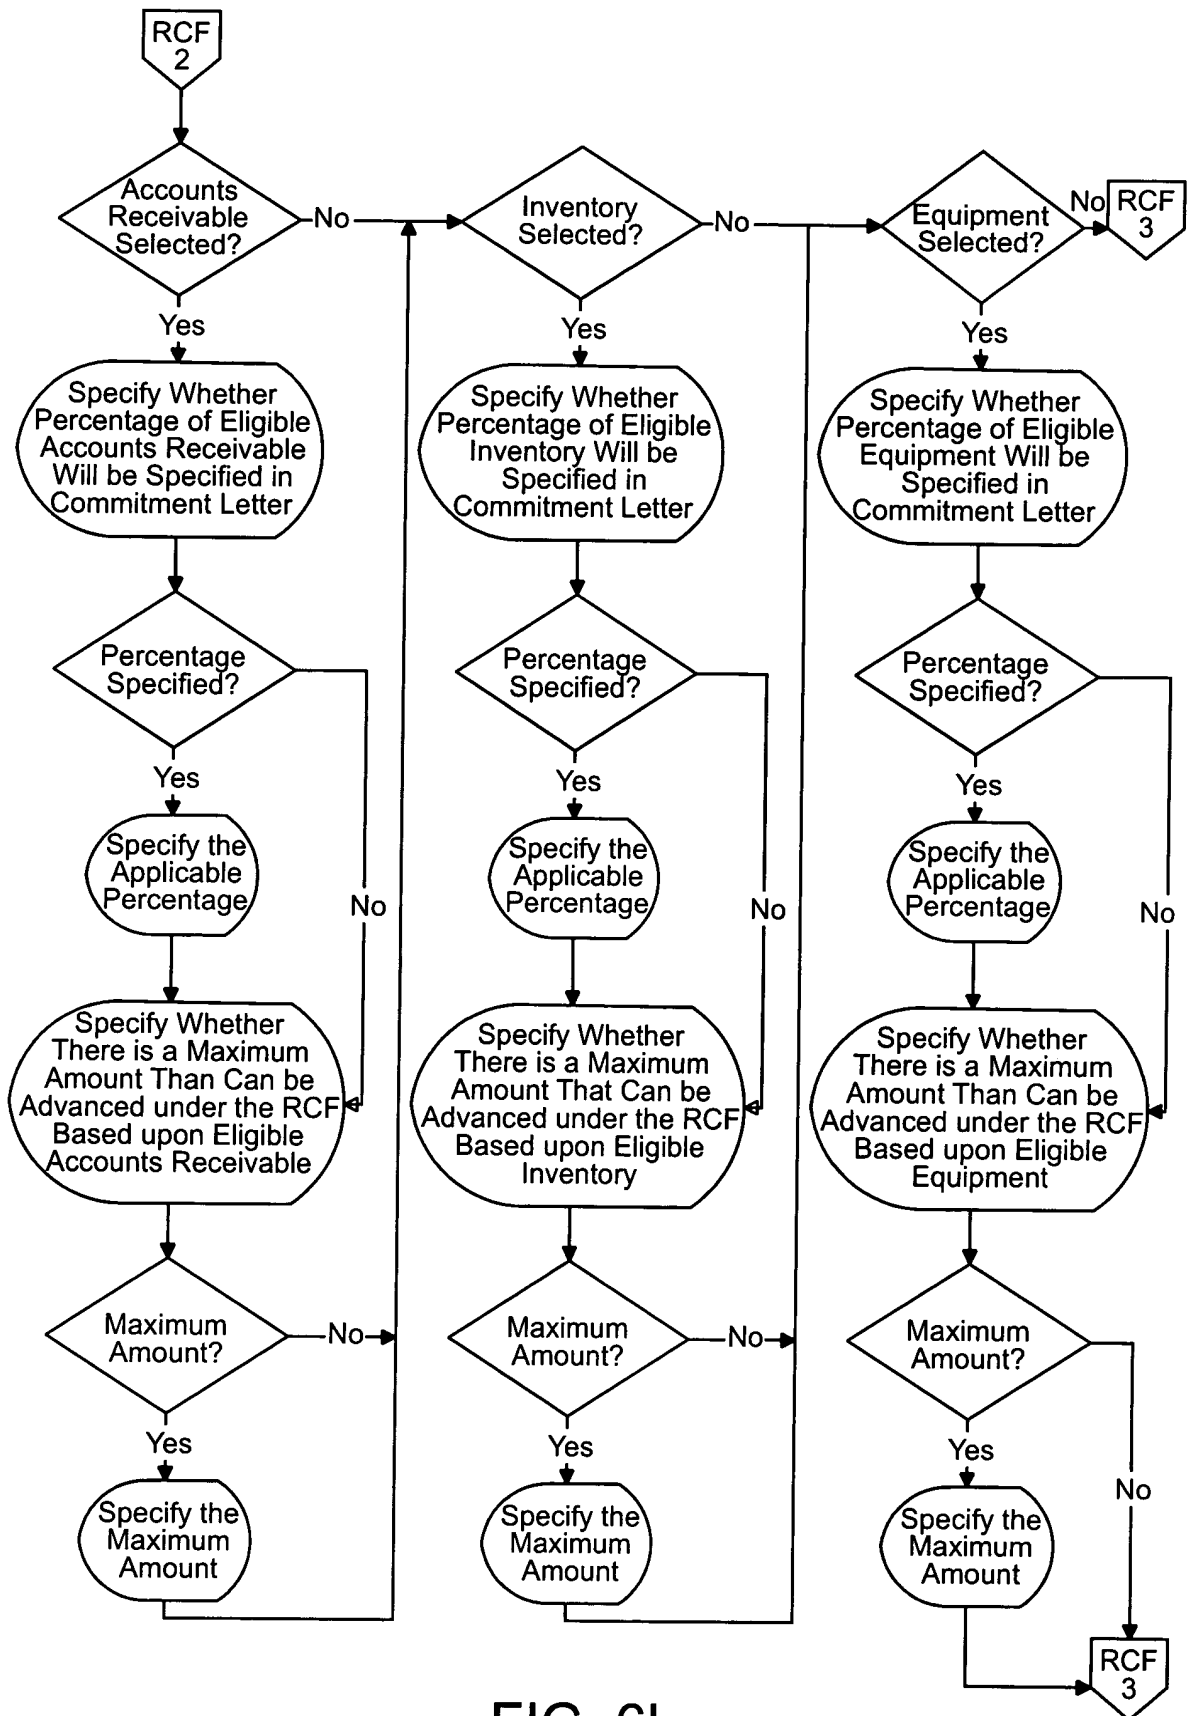 RCF
2
Accounts
Receivable
Selected?
No
Yes
Specify Whether
Percentage of Eligible
Accounts Receivable
Will be Specified in
Commitment Letter
Percentage
Specified?
Yes
No
Specify the
Applicable
Percentage
Specify Whether
There is a Maximum
Amount Than Can be
Advanced under the RCF
Based upon Eligible
Accounts Receivable
Maximum
Amount?
No
Yes
Specify the
Maximum
Amount
Inventory
Selected?
No
Yes
Specify Whether
Percentage of Eligible
Inventory Will be
Specified in
Commitment Letter
Percentage
Specified?
Yes
No
Specify the
Applicable
Percentage
Specify Whether
There is a Maximum
Amount That Can be
Advanced under the RCF
Based upon Eligible
Inventory
Maximum
Amount?
No
Yes
Specify the
Maximum
Amount
Equipment
Selected?
No
RCF
3
Yes
Specify Whether
Percentage of Eligible
Equipment Will be
Specified in
Commitment Letter
Percentage
Specified?
Yes
No
Specify the
Applicable
Percentage
Specify Whether
There is a Maximum
Amount Than Can be
Advanced under the RCF
Based upon Eligible
Equipment
Maximum
Amount?
Yes
No
Specify the
Maximum
Amount
RCF
3